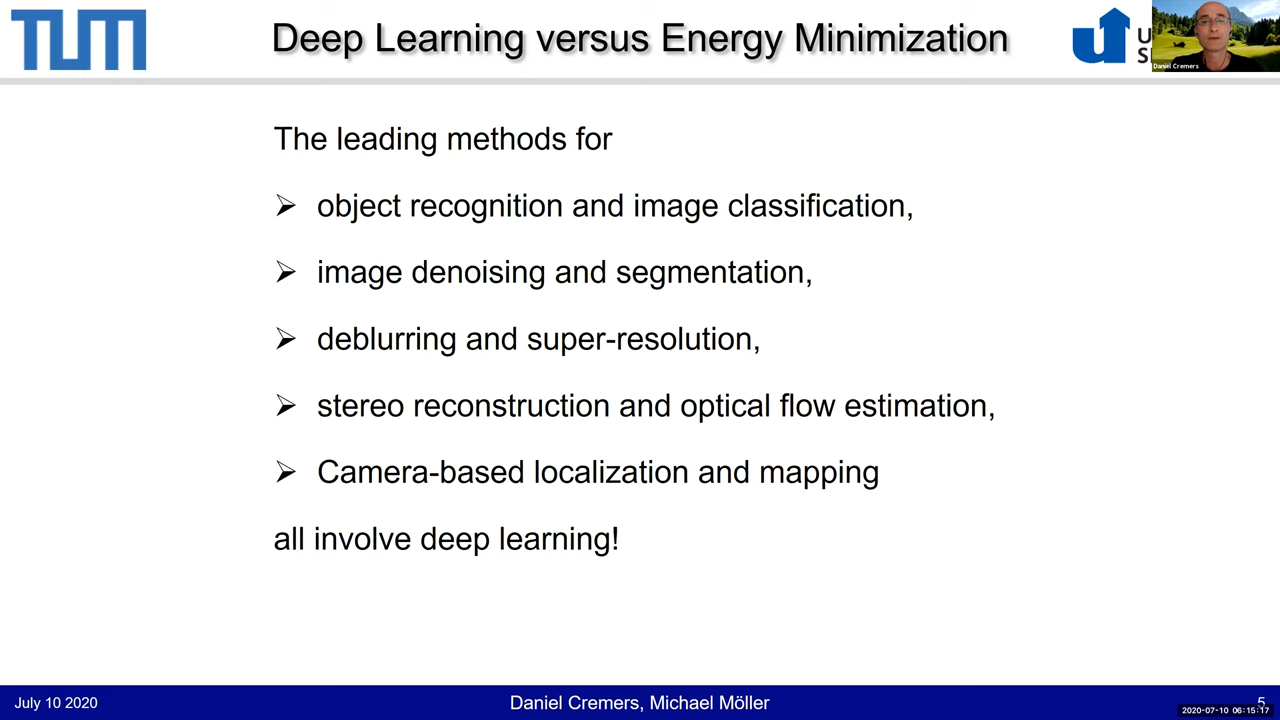 TUM
Deep Learning versus Energy Minimization
U
S
Daniel Cremers
The leading methods for
➢ object recognition and image classification,
➢ image denoising and segmentation,
➢ deblurring and super-resolution,
➢ stereo reconstruction and optical flow estimation,
➢ Camera-based localization and mapping
all involve deep learning!
July 10 2020
Daniel Cremers, Michael Möller
5
2020-07-10 06:15:17